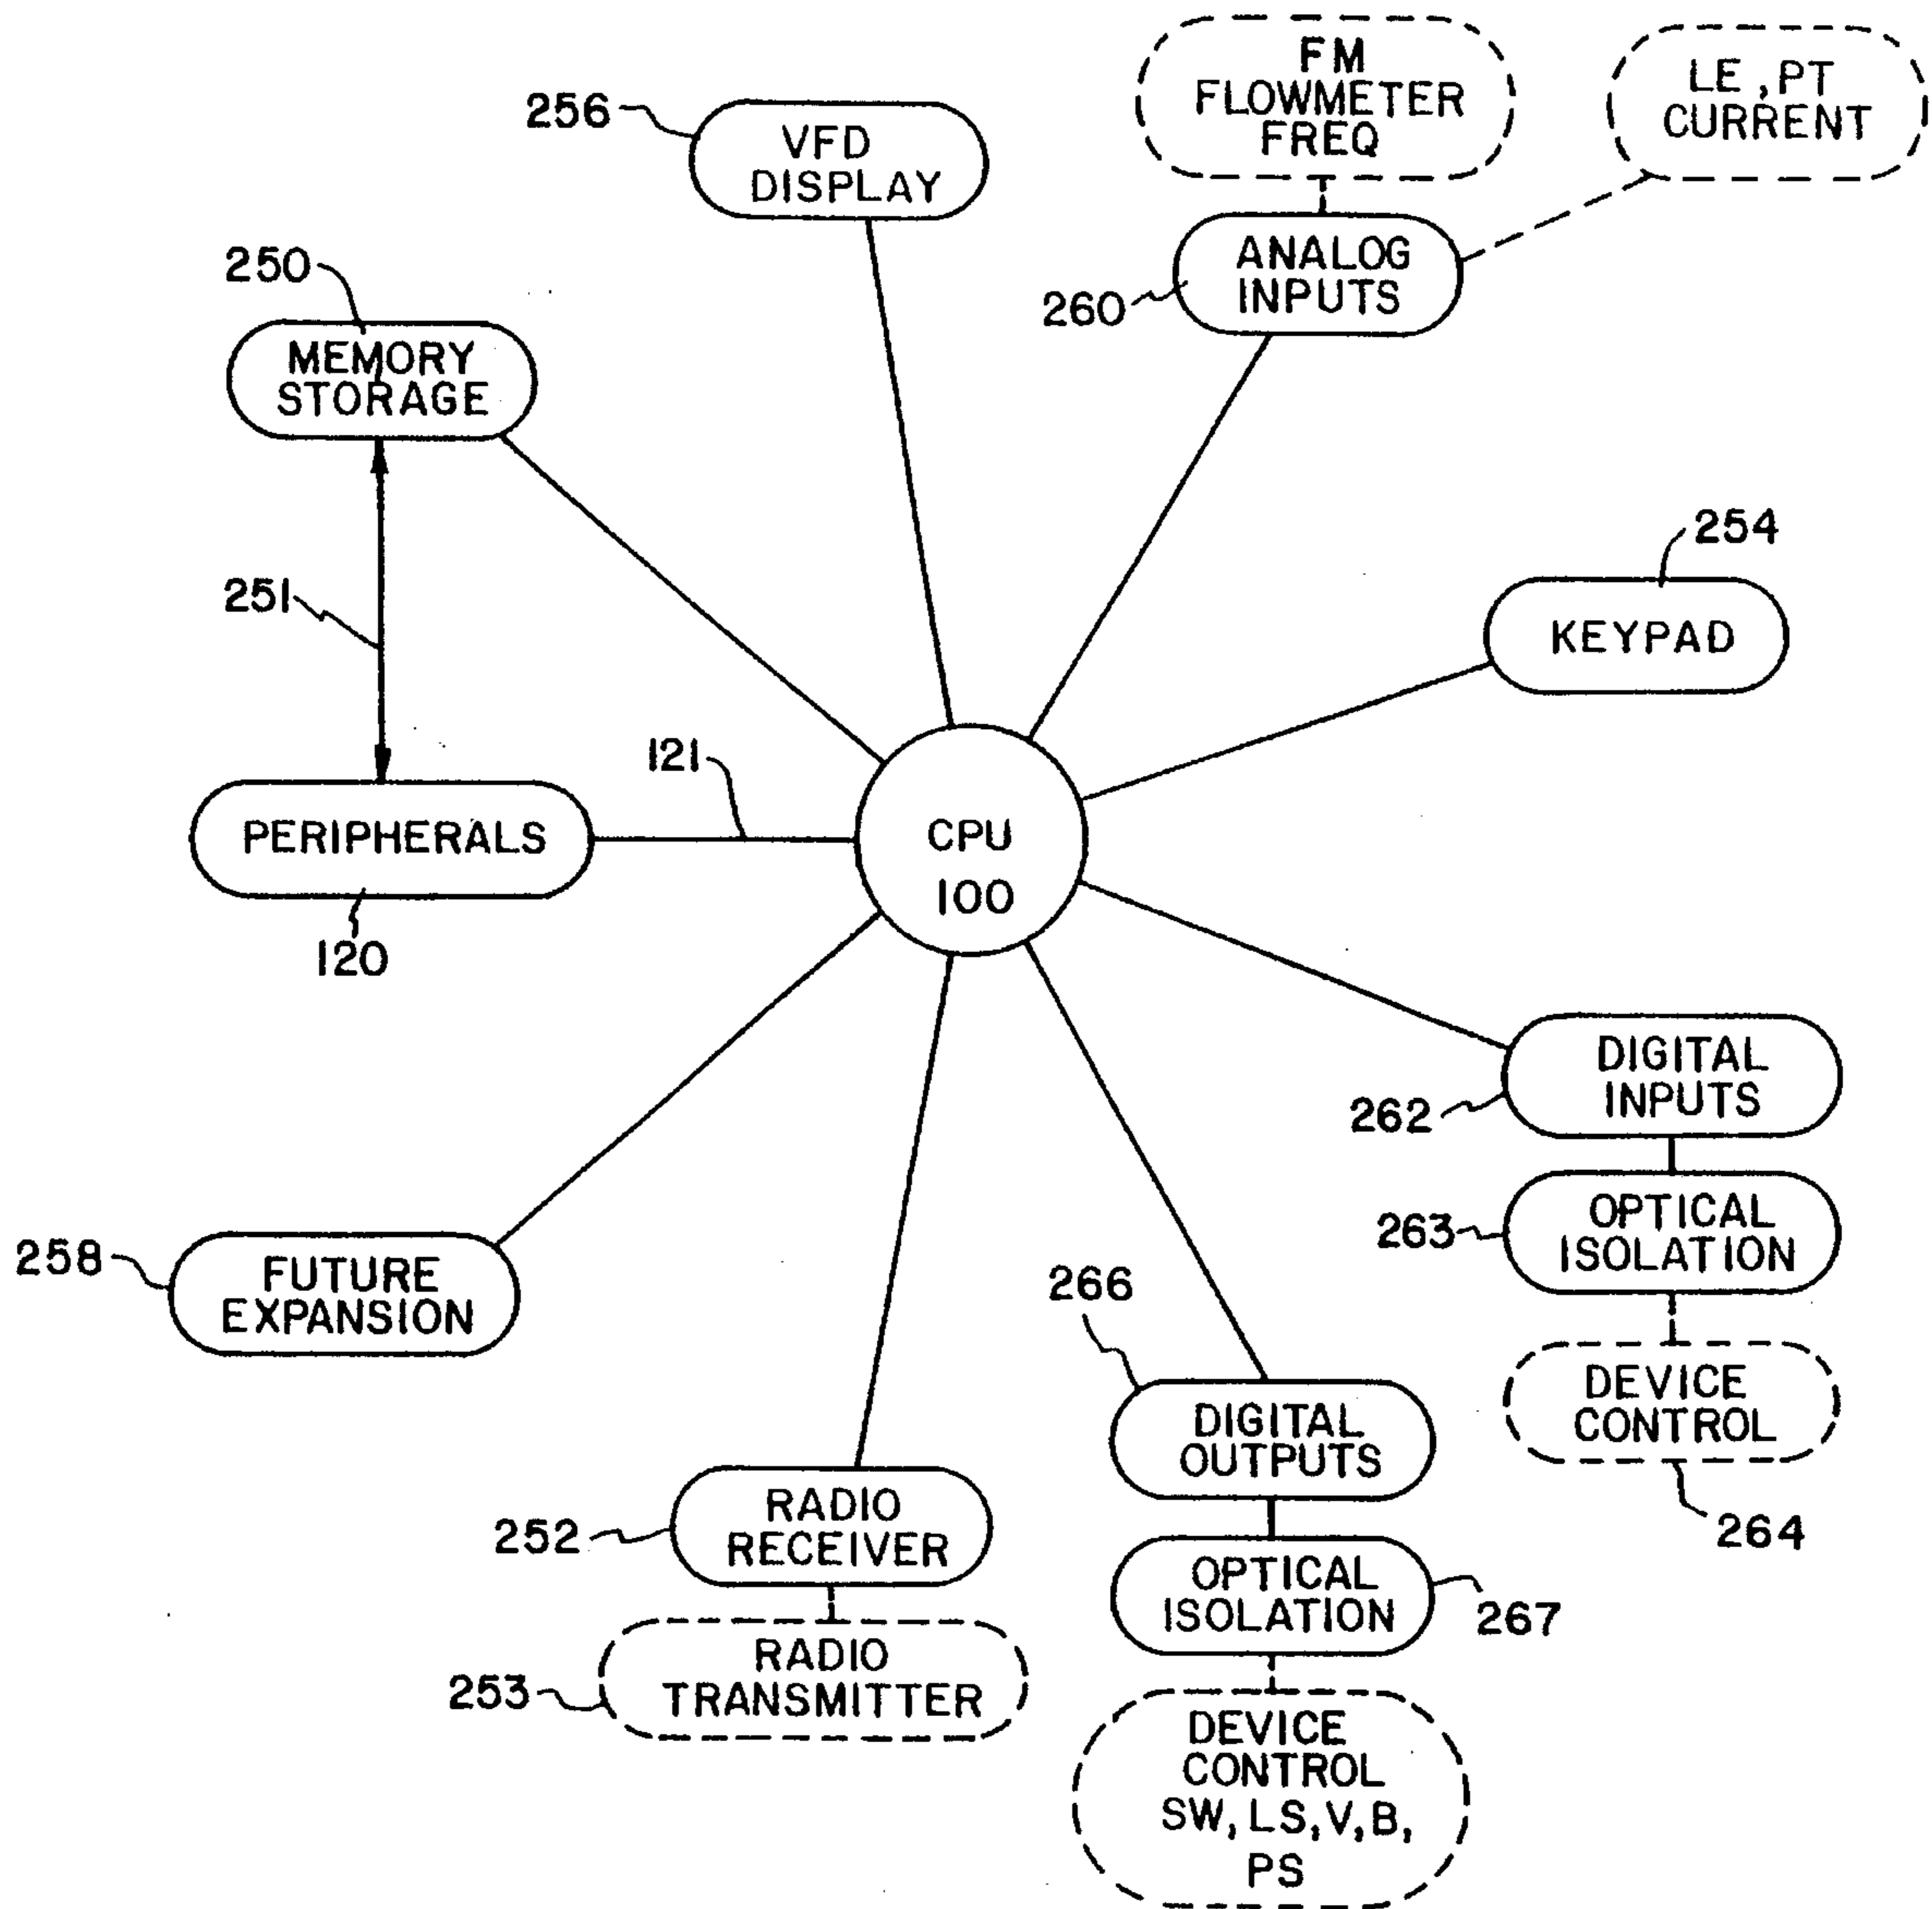 FM
FLOWMETER
FREQ
LE, PT
CURRENT
256
VFD
DISPLAY
250
260
ANALOG
INPUTS
MEMORY
STORAGE
254
KEYPAD
251
121
PERIPHERALS
120
CPU
100
262
DIGITAL
INPUTS
263
OPTICAL
ISOLATION
258
FUTURE
EXPANSION
266
DEVICE
CONTROL
264
DIGITAL
OUTPUTS
252
RADIO
RECEIVER
OPTICAL
ISOLATION
267
253
RADIO
TRANSMITTER
DEVICE
CONTROL
SW, LS, V, B,
PS